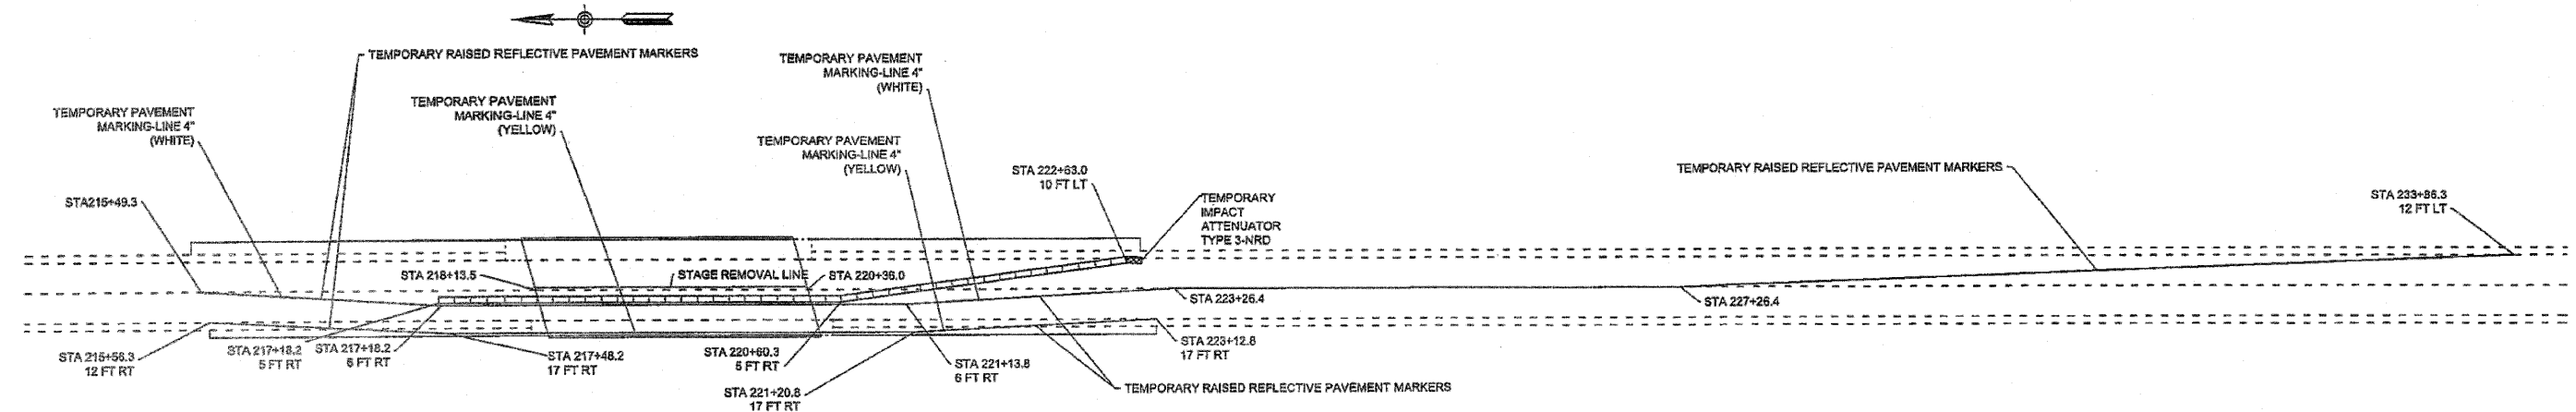 TEMPORARY RAISED REFLECTIVE PAVEMENT MARKERS
TEMPORARY PAVEMENT
MARKING-LINE 4"
(WHITE)
TEMPORARY PAVEMENT
MARKING-LINE 4"
(YELLOW)
TEMPORARY PAVEMENT
MARKING-LINE 4"
(WHITE)
TEMPORARY PAVEMENT
MARKING-LINE 4"
(YELLOW)
STA 222+63.0
10 FT LT
TEMPORARY RAISED REFLECTIVE PAVEMENT MARKERS
STA215+49.3
TEMPORARY
IMPACT
ATTENUATOR
TYPE 3-NRD
STA 233+86.3
12 FT LT
STA 218+13.5
STAGE REMOVAL LINE
STA 220+36.0
STA 223+26.4
STA 227+26.4
STA 215+56.3
12 FT RT
STA 217+18.2
5 FT RT
STA 217+18.2
6 FT RT
STA 217+48.2
17 FT RT
STA 220+60.3
5 FT RT
STA 221+13.8
6 FT RT
STA 223+12.8
17 FT RT
STA 221+20.8
17 FT RT
TEMPORARY RAISED REFLECTIVE PAVEMENT MARKERS